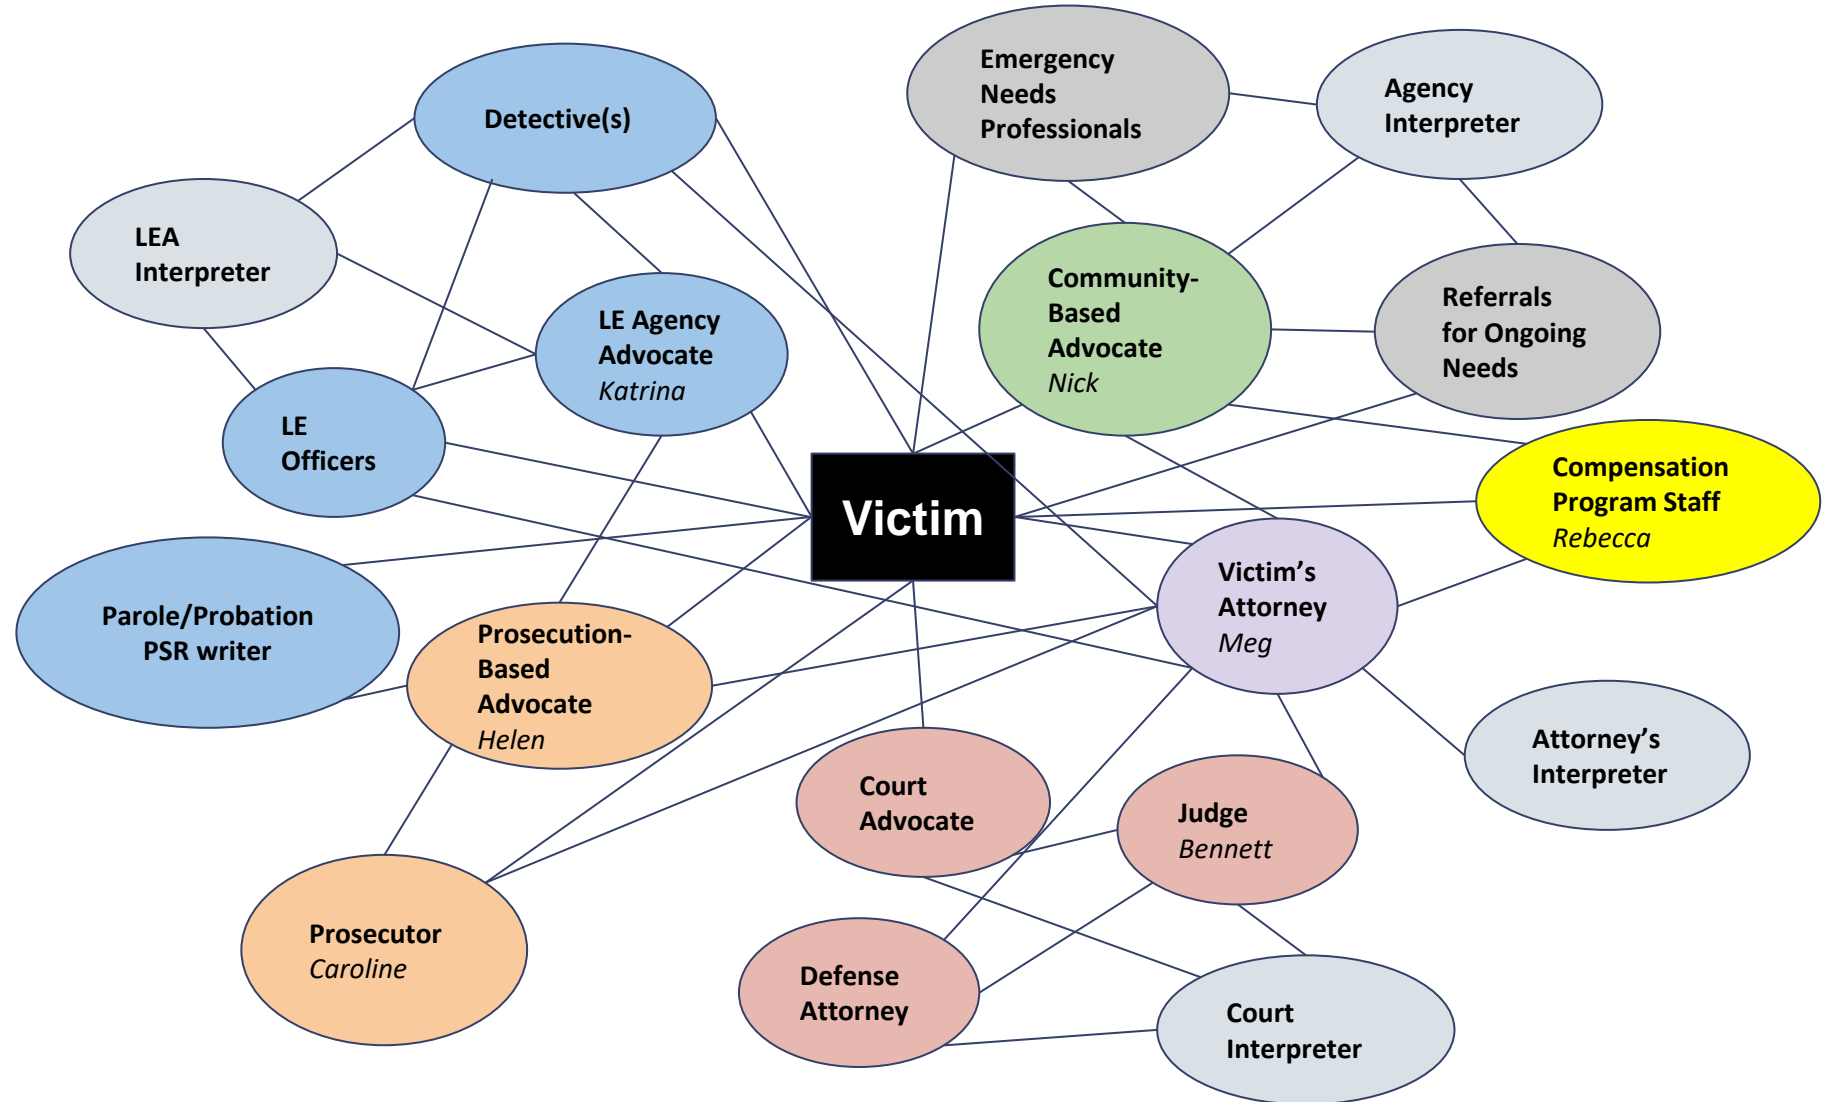 Detective(s)
Emergency
Needs
Professionals
Agency
Interpreter
LEA
Interpreter
LE Agency
Advocate
Katrina
Community-
Based
Advocate
Nick
Referrals
for Ongoing
Needs
LE
Officers
Victim
Compensation
Program Staff
Rebecca
Parole/Probation
PSR writer
Prosecution-
Based
Advocate
Helen
Victim’s
Attorney
Meg
Court
Advocate
Judge
Bennett
Attorney’s
Interpreter
Prosecutor
Caroline
Defense
Attorney
Court
Interpreter